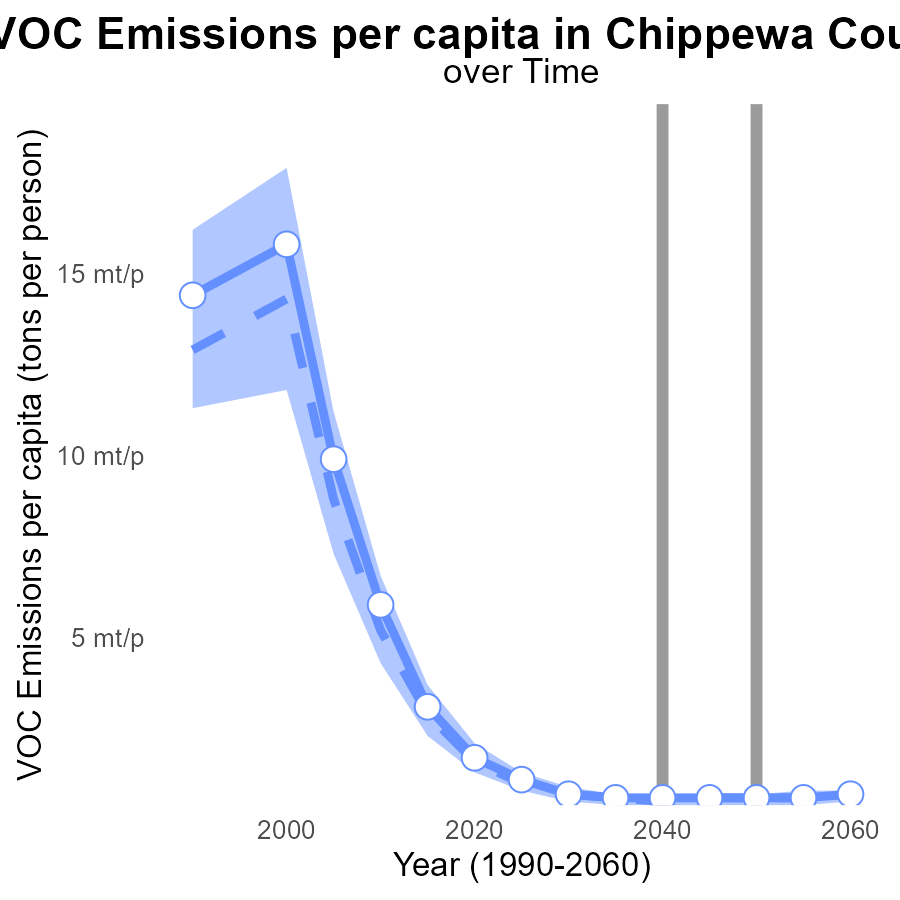 VOC Emissions per capita in Chippewa Cou
over Time
VOC Emissions per capita (tons per person)
15 mt/p
10 mt/p
5 mt/p
2000
2020
2040
2060
Year (1990-2060)